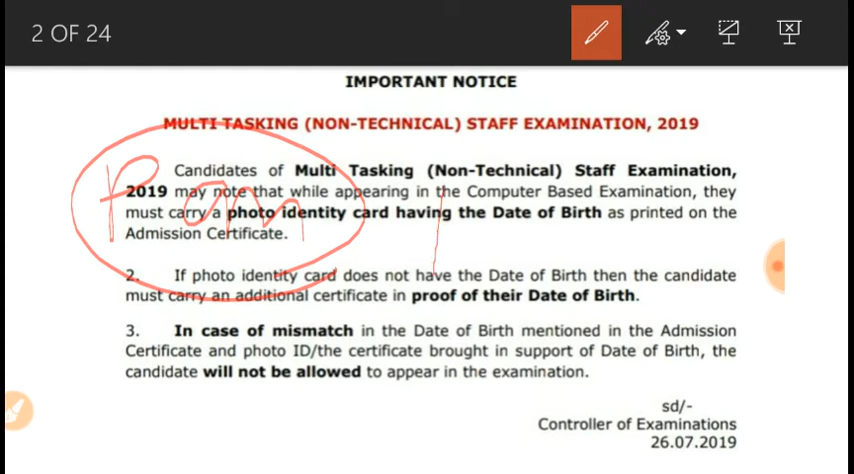 2 OF 24
IMPORTANT NOTICE
MULTI TASKING (NON-TECHNICAL) STAFF EXAMINATION, 2019
Candidates of Multi Tasking (Non-Technical) Staff Examination,
2019 may note that while appearing in the Computer Based Examination, they
must carry a photo identity card having the Date of Birth as printed on the
Admission Certificate.
2. If photo identity card does not have the Date of Birth then the candidate
must carry an additional certificate in proof of their Date of Birth.
3. In case of mismatch in the Date of Birth mentioned in the Admission
Certificate and photo ID/the certificate brought in support of Date of Birth, the
candidate will not be allowed to appear in the examination.
sd/-
Controller of Examinations
26.07.2019